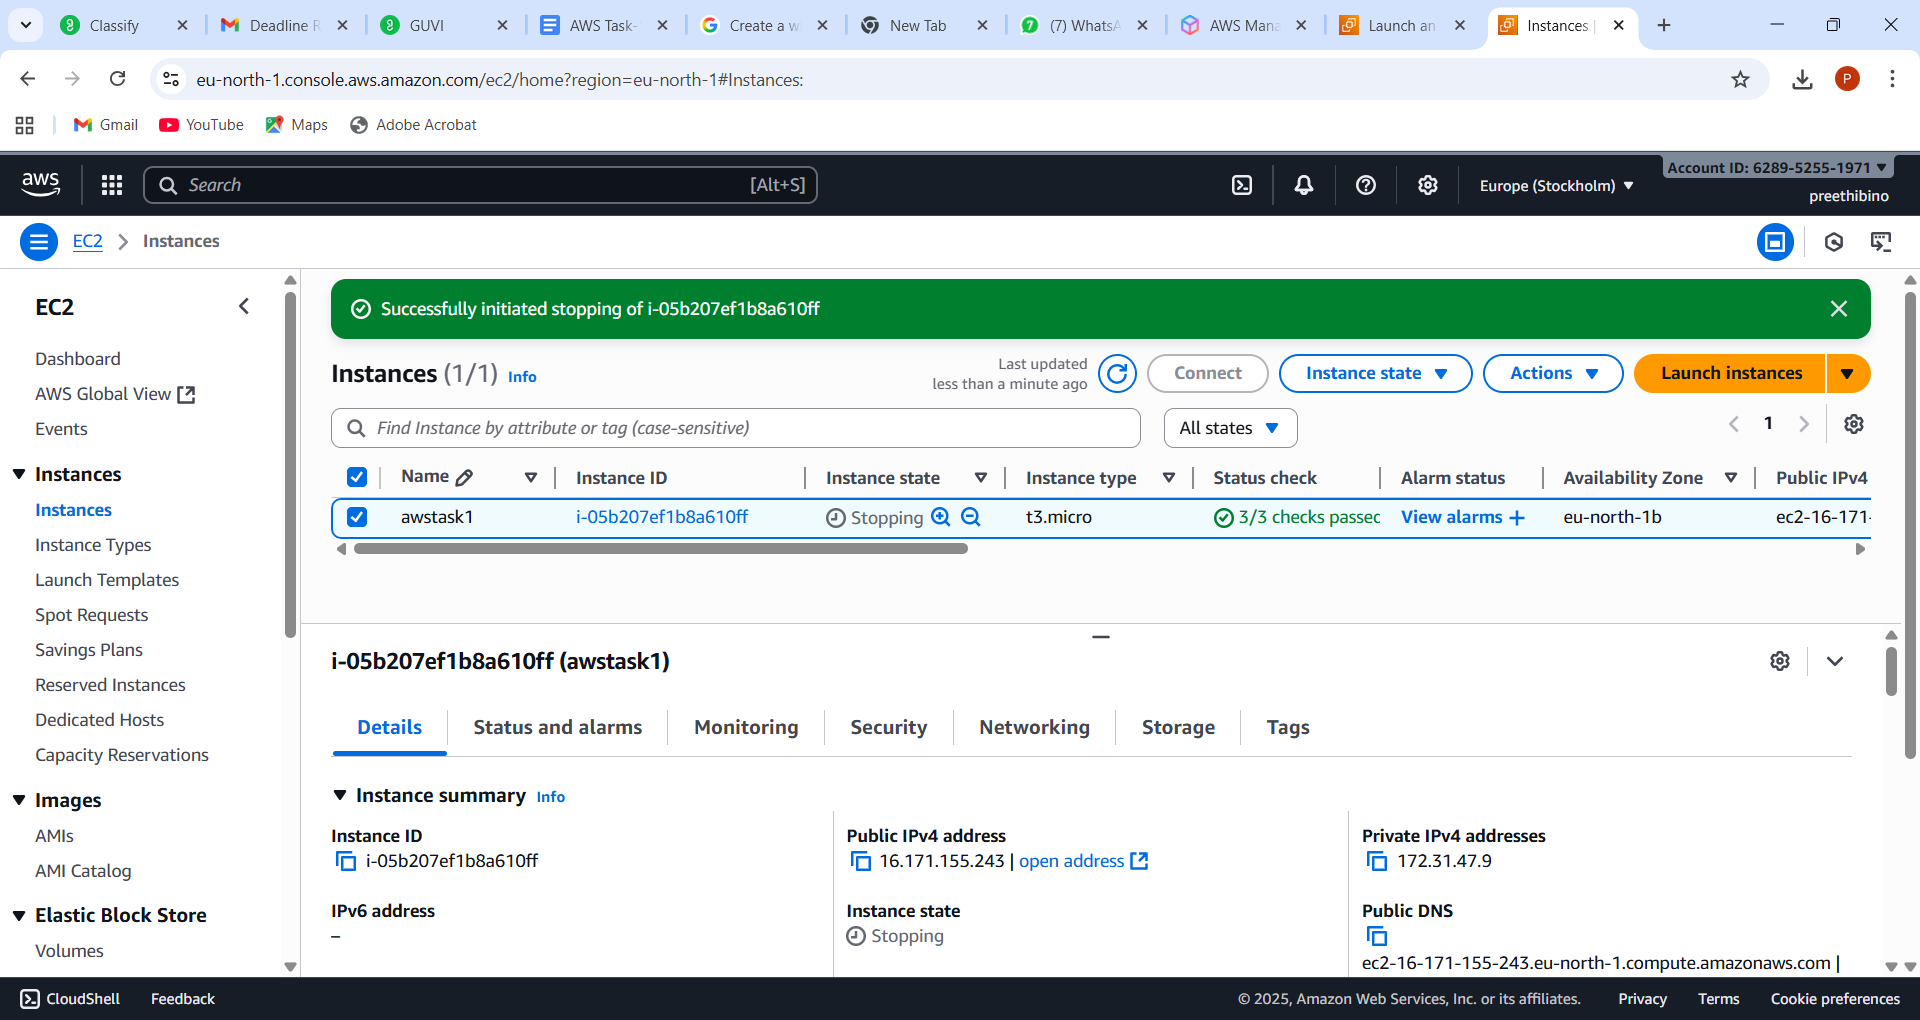 Classify
Deadline R
GUVI
AWS Task-
Create a w
New Tab
(7) WhatsA
AWS Mana
Launch an
Instances |
eu-north-1.console.aws.amazon.com/ec2/home?region=eu-north-1#Instances:
P
Gmail
YouTube
Maps
Adobe Acrobat
aws
Search
[Alt+S]
Europe (Stockholm)
Account ID: 6289-5255-1971
preethibino
EC2
Instances
EC2
Dashboard
AWS Global View
Events
Instances
Instances
Instance Types
Launch Templates
Spot Requests
Savings Plans
Reserved Instances
Dedicated Hosts
Capacity Reservations
Images
AMIs
AMI Catalog
Elastic Block Store
Volumes
Successfully initiated stopping of i-05b207ef1b8a610ff
Instances (1/1) Info
Last updated
less than a minute ago
Connect
Instance state
Actions
Launch instances
Find Instance by attribute or tag (case-sensitive)
All states
1
Name Instance ID Instance state Instance type Status check Alarm status Availability Zone Public IPv4
awstask1 i-05b207ef1b8a610ff Stopping t3.micro 3/3 checks passed View alarms + eu-north-1b ec2-16-171-
i-05b207ef1b8a610ff (awstask1)
Details
Status and alarms
Monitoring
Security
Networking
Storage
Tags
Instance summary Info
Instance ID
i-05b207ef1b8a610ff
Public IPv4 address
16.171.155.243 | open address
Private IPv4 addresses
172.31.47.9
IPv6 address
–
Instance state
Stopping
Public DNS
ec2-16-171-155-243.eu-north-1.compute.amazonaws.com |
CloudShell
Feedback
© 2025, Amazon Web Services, Inc. or its affiliates.
Privacy
Terms
Cookie preferences